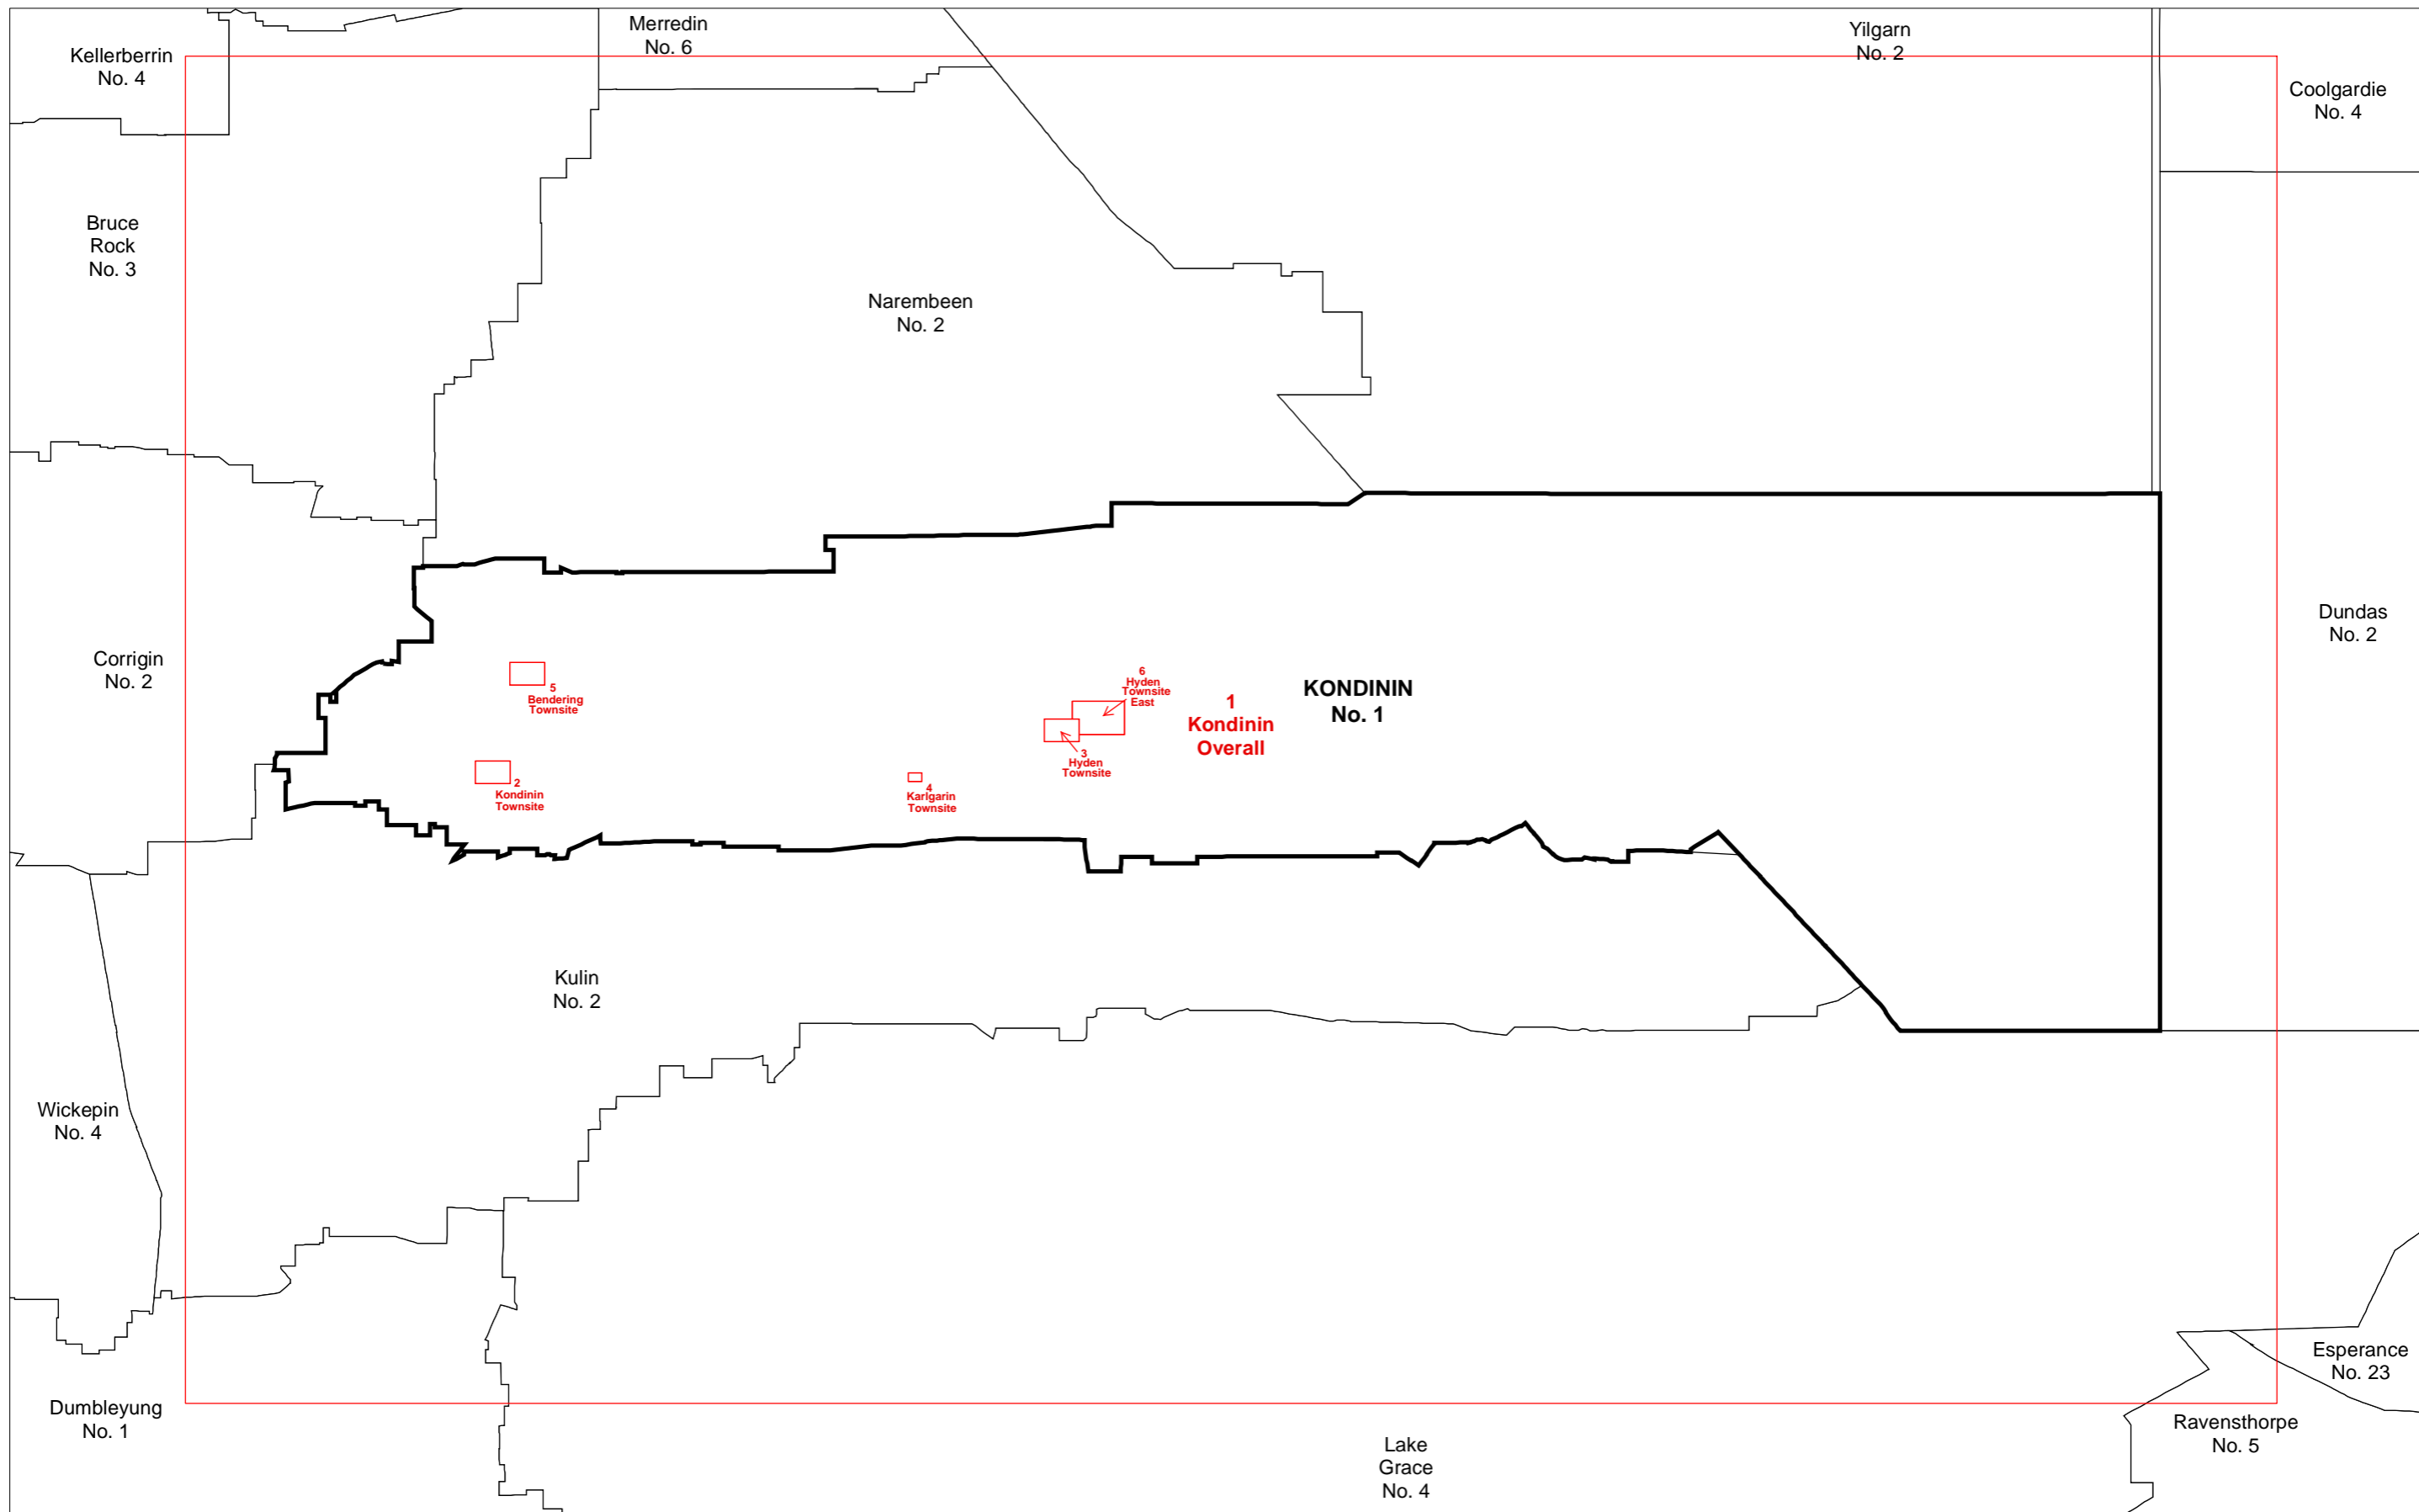 Merredin
No. 6
Yilgarn
No. 2
Kellerberrin
No. 4
Coolgardie
No. 4
Bruce
Rock
No. 3
Narembeen
No. 2
Dundas
No. 2
Corrigin
No. 2
5
Bendering
Townsite
6
Hyden
Townsite
East
1
Kondinin
Overall
KONDININ
No. 1
3
Hyden
Townsite
2
Kondinin
Townsite
4
Karlgarin
Townsite
Kulin
No. 2
Wickepin
No. 4
Esperance
No. 23
Dumbleyung
No. 1
Ravensthorpe
No. 5
Lake
Grace
No. 4